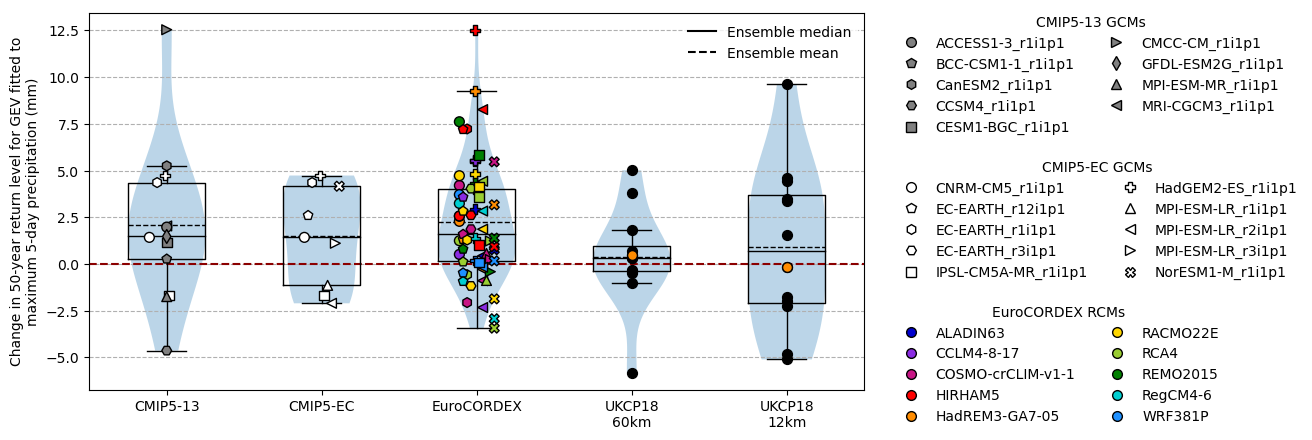 Change in 50-year return level for GEV fitted to
maximum 5-day precipitation (mm)
12.5
10.0
7.5
5.0
2.5
0.0
−2.5
−5.0
Ensemble median
Ensemble mean
CMIP5-13
CMIP5-EC
EuroCORDEX
UKCP18
60km
UKCP18
12km
CMIP5-13 GCMs
ACCESS1-3_r1i1p1
BCC-CSM1-1_r1i1p1
CanESM2_r1i1p1
CCSM4_r1i1p1
CESM1-BGC_r1i1p1
CMCC-CM_r1i1p1
GFDL-ESM2G_r1i1p1
MPI-ESM-MR_r1i1p1
MRI-CGCM3_r1i1p1
CMIP5-EC GCMs
CNRM-CM5_r1i1p1
EC-EARTH_r12i1p1
EC-EARTH_r1i1p1
EC-EARTH_r3i1p1
IPSL-CM5A-MR_r1i1p1
HadGEM2-ES_r1i1p1
MPI-ESM-LR_r1i1p1
MPI-ESM-LR_r2i1p1
MPI-ESM-LR_r3i1p1
NorESM1-M_r1i1p1
EuroCORDEX RCMs
ALADIN63
CCLM4-8-17
COSMO-crCLIM-v1-1
HIRHAM5
HadREM3-GA7-05
RACMO22E
RCA4
REMO2015
RegCM4-6
WRF381P